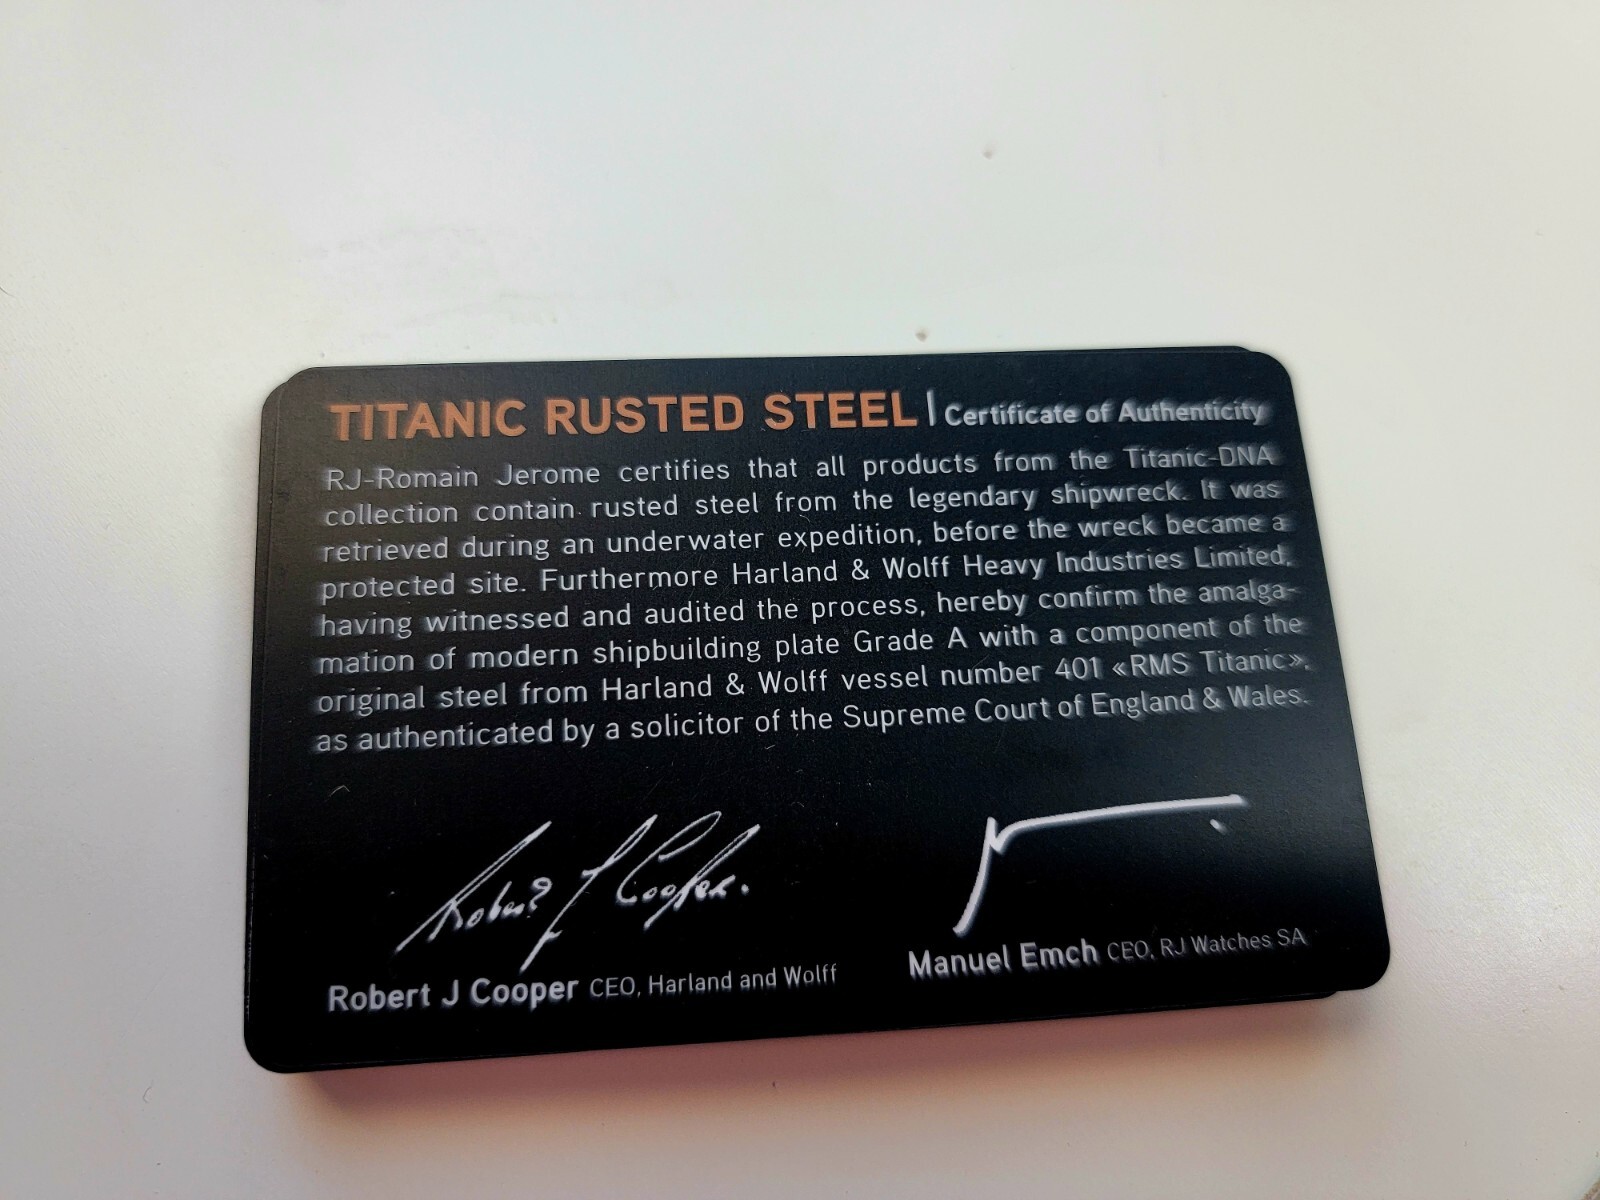 TITANIC RUSTED STEEL | Certificate of Authenticity
RJ-Romain Jerome certifies that all products from the Titanic-DNA
collection contain rusted steel from the legendary shipwreck. It was
retrieved during an underwater expedition, before the wreck became a
protected site. Furthermore Harland & Wolff Heavy Industries Limited,
having witnessed and audited the process, hereby confirm the amalga-
mation of modern shipbuilding plate Grade A with a component of the
original steel from Harland & Wolff vessel number 401 «RMS Titanic»,
as authenticated by a solicitor of the Supreme Court of England & Wales.
Robert J Cooper.
Robert J Cooper CEO, Harland and Wolff
Manuel Emch CEO, RJ Watches SA